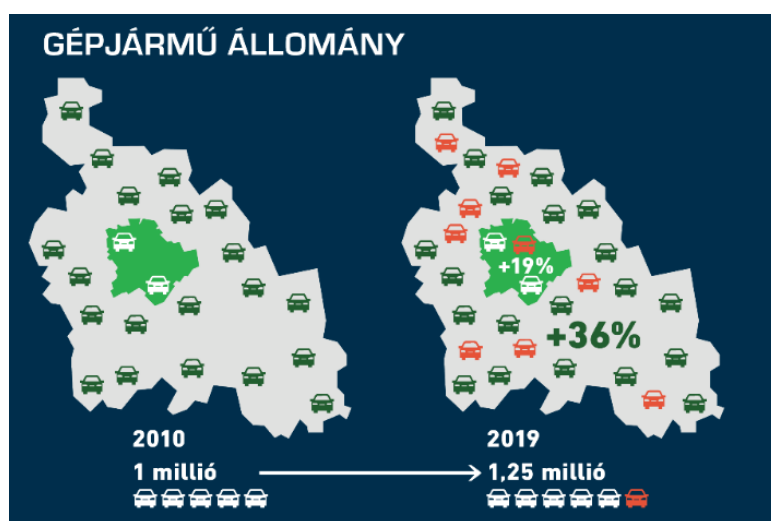 GÉPJÁRMŰ ÁLLOMÁNY
+19%
+36%
2010
1 millió
2019
1,25 millió